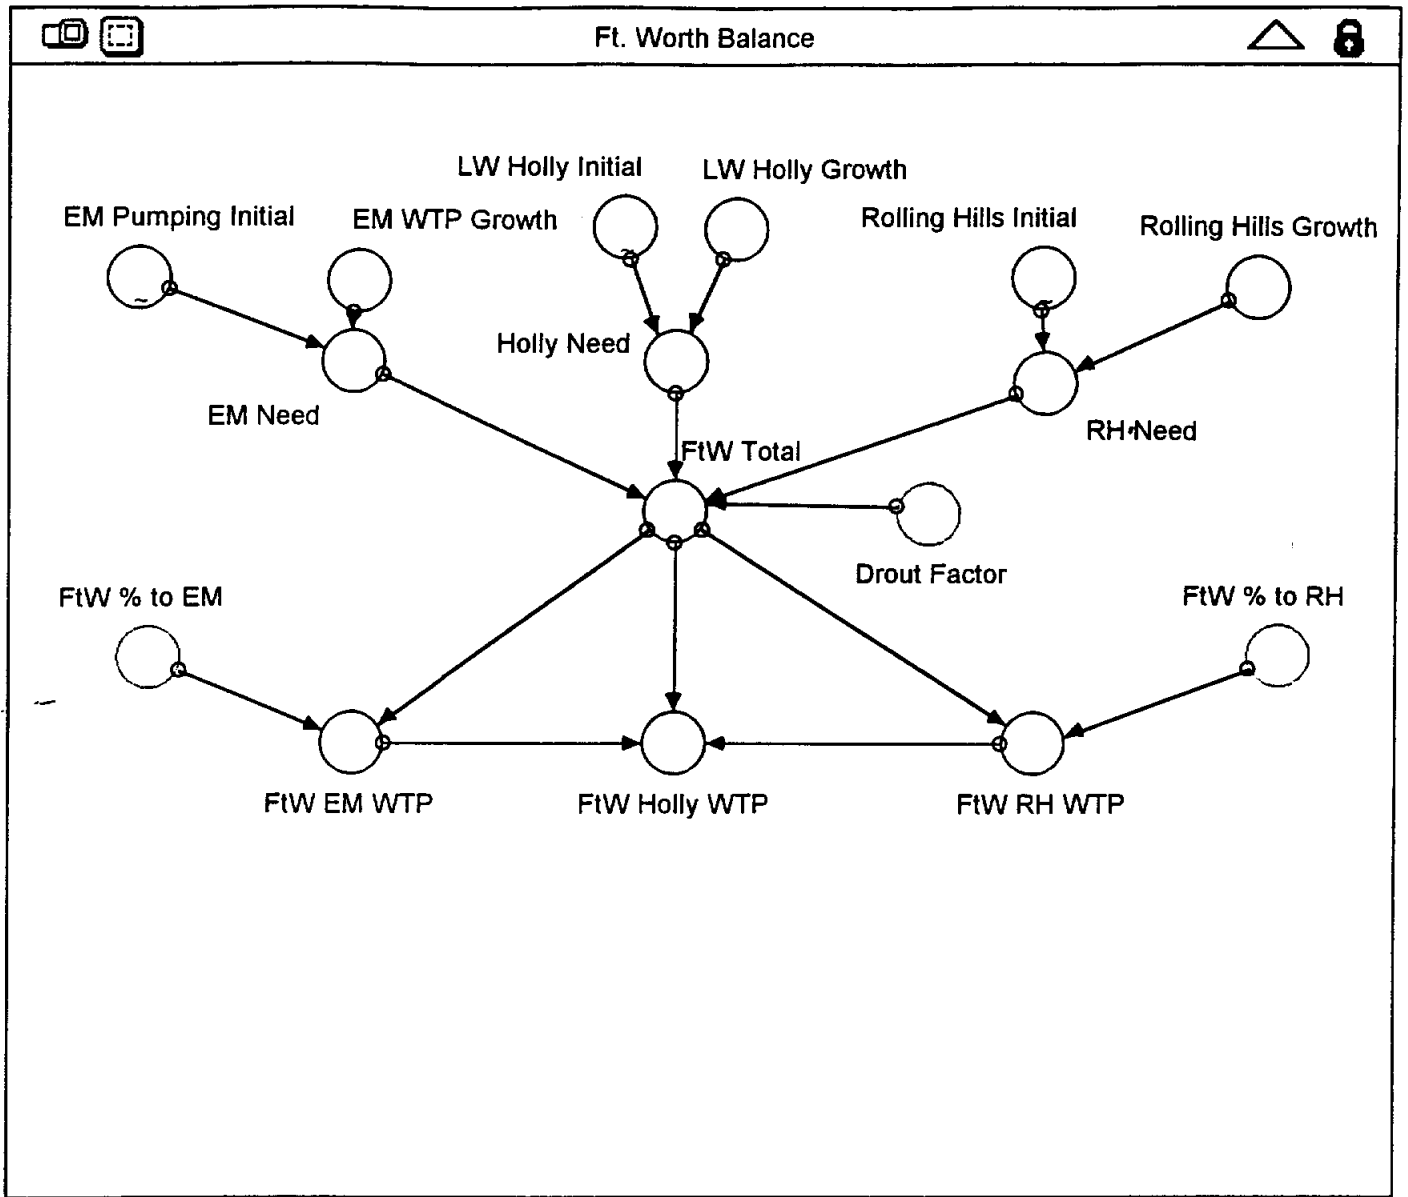 Ft. Worth Balance
LW Holly Initial
LW Holly Growth
EM Pumping Initial
EM WTP Growth
Rolling Hills Initial
Rolling Hills Growth
Holly Need
EM Need
RH Need
FtW Total
Drout Factor
FtW % to EM
FtW % to RH
FtW EM WTP
FtW Holly WTP
FtW RH WTP